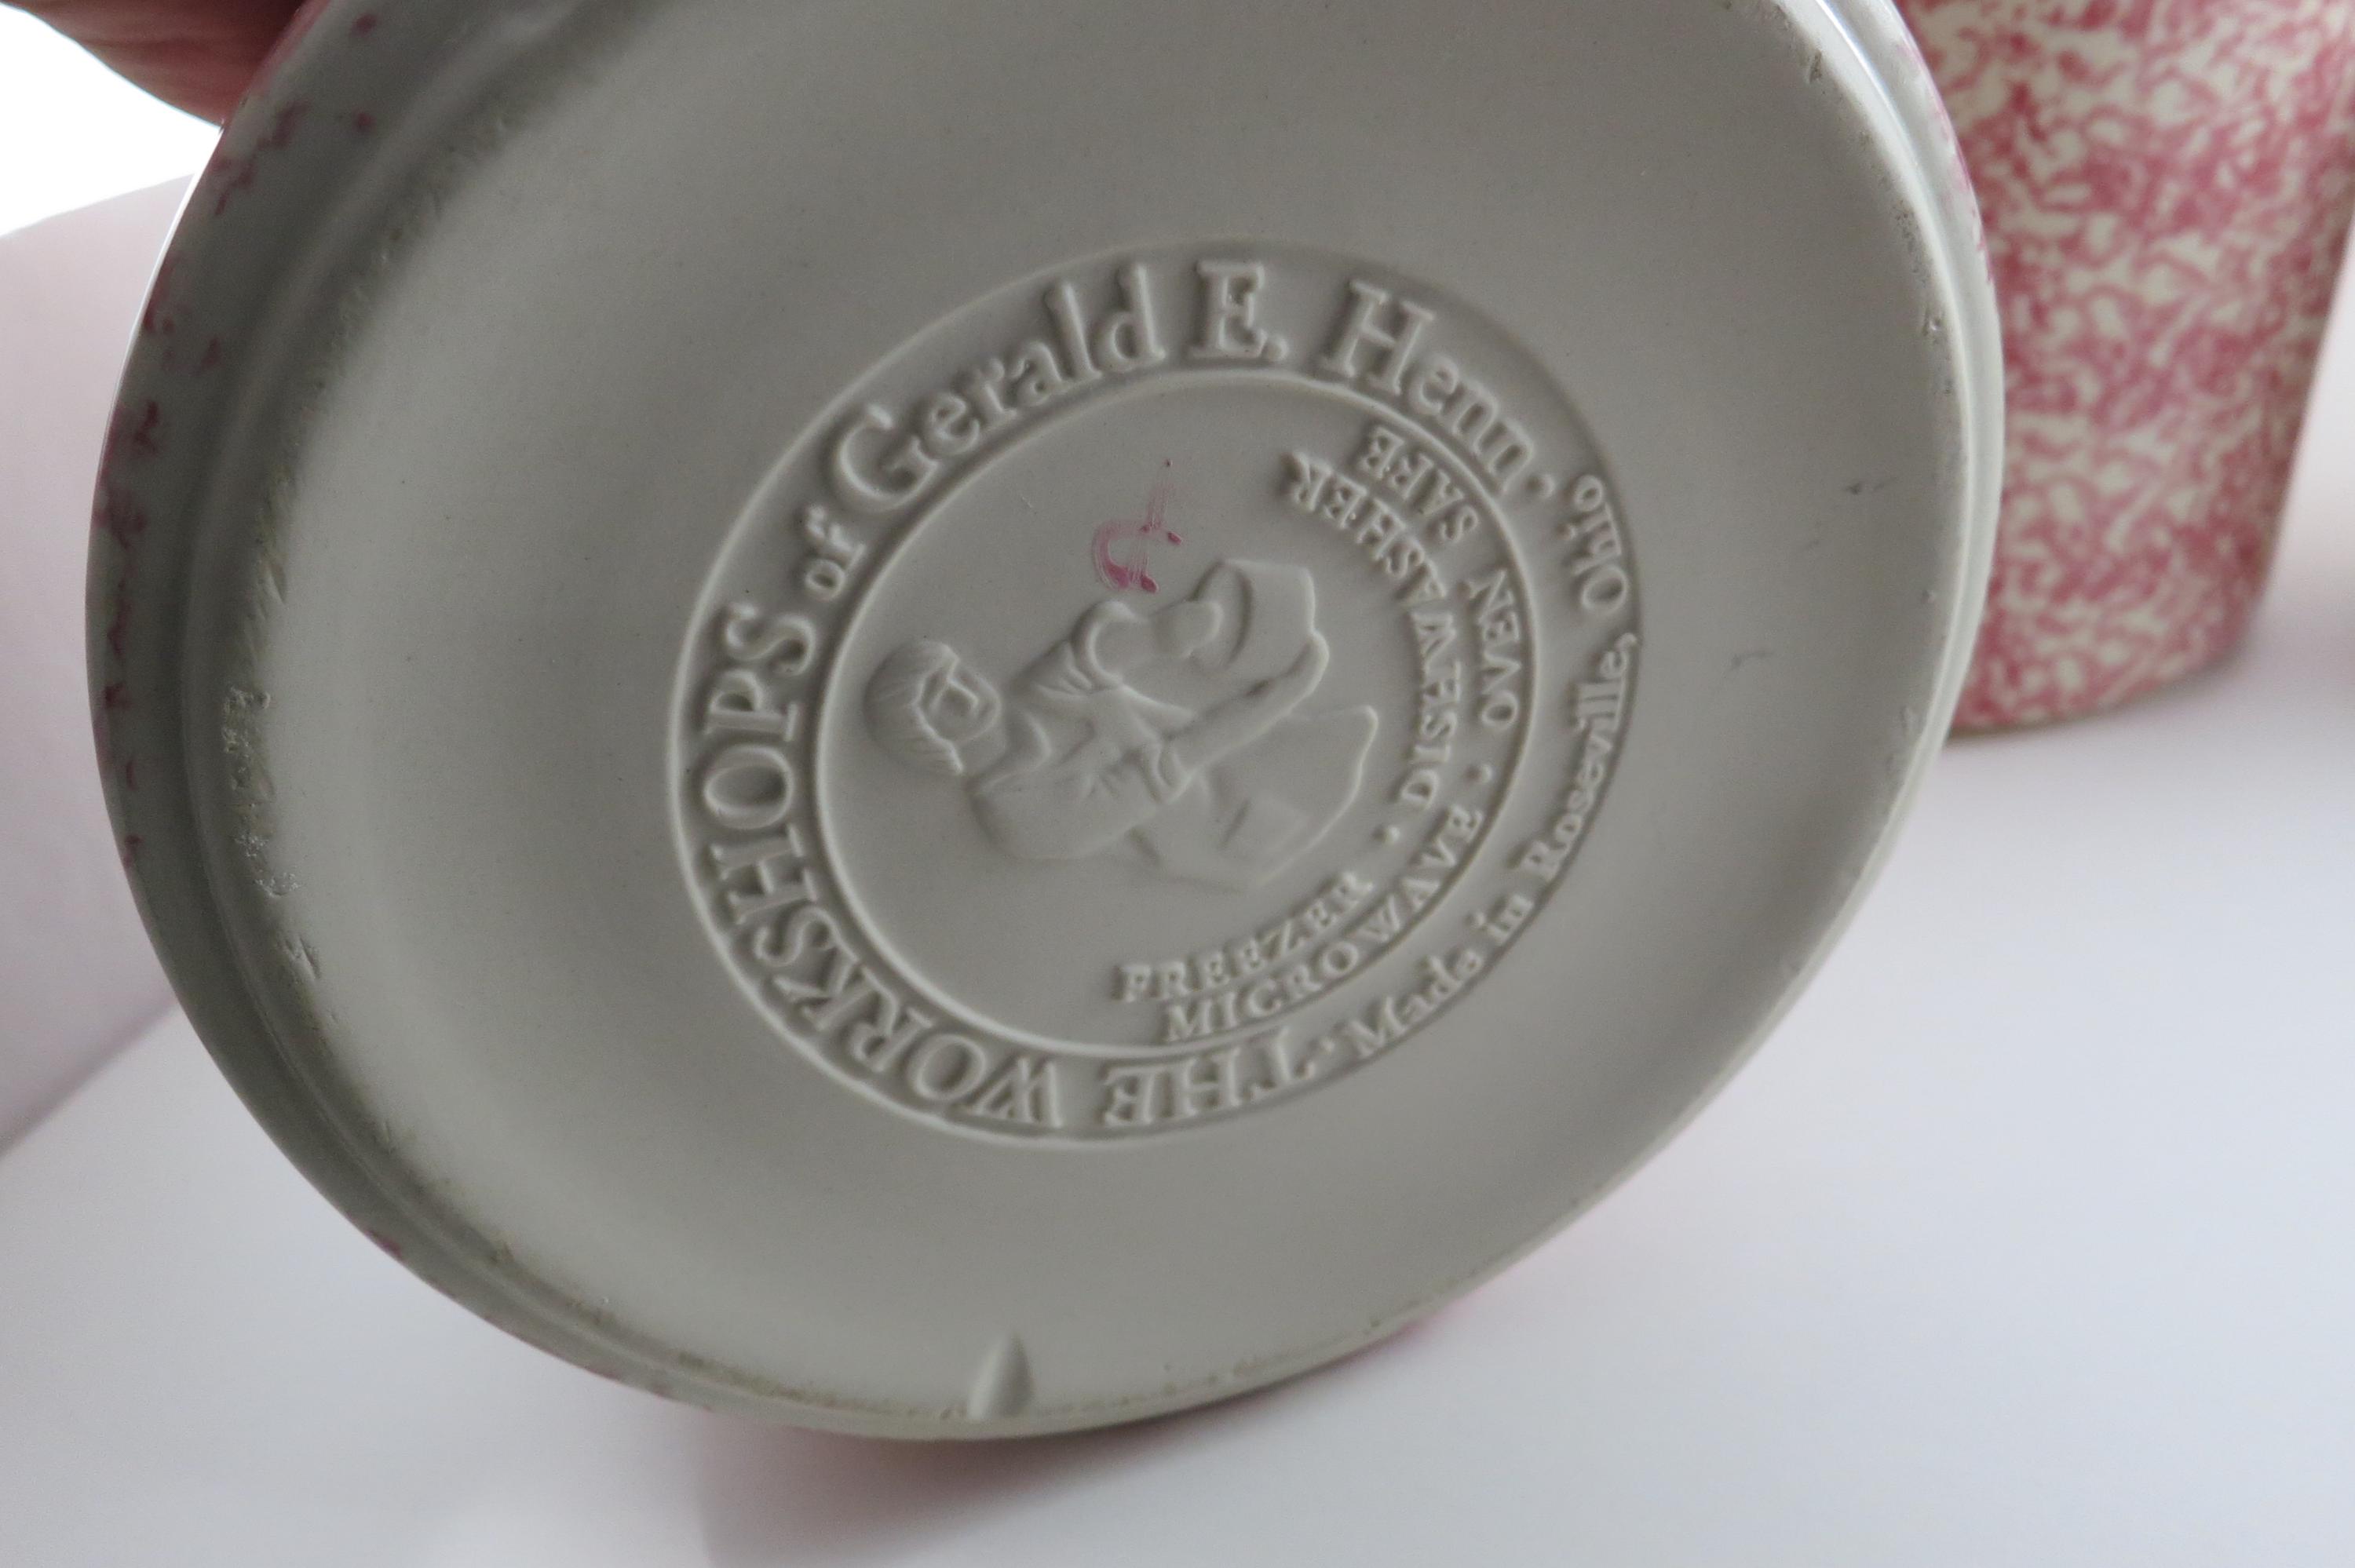 THE WORKSHOPS of Gerald E. Henn ·
Made in Roseville, Ohio ·
FREEZER · DISHWASHER
MICROWAVE · OVEN SAFE